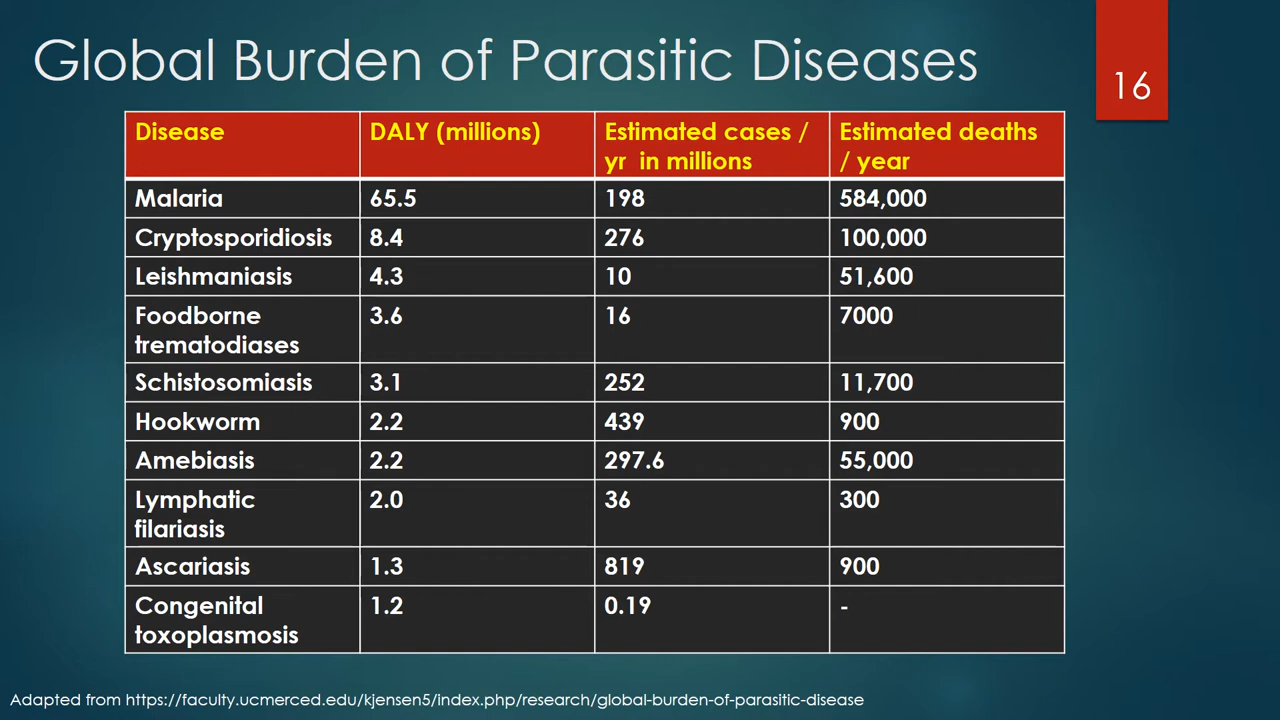 Global Burden of Parasitic Diseases
16
Disease DALY (millions) Estimated cases / Estimated deaths
yr in millions / year
Malaria 65.5 198 584,000
Cryptosporidiosis 8.4 276 100,000
Leishmaniasis 4.3 10 51,600
Foodborne 3.6 16 7000
trematodiases
Schistosomiasis 3.1 252 11,700
Hookworm 2.2 439 900
Amebiasis 2.2 297.6 55,000
Lymphatic 2.0 36 300
filariasis
Ascariasis 1.3 819 900
Congenital 1.2 0.19 -
toxoplasmosis
Adapted from https://faculty.ucmerced.edu/kjensen5/index.php/research/global-burden-of-parasitic-disease